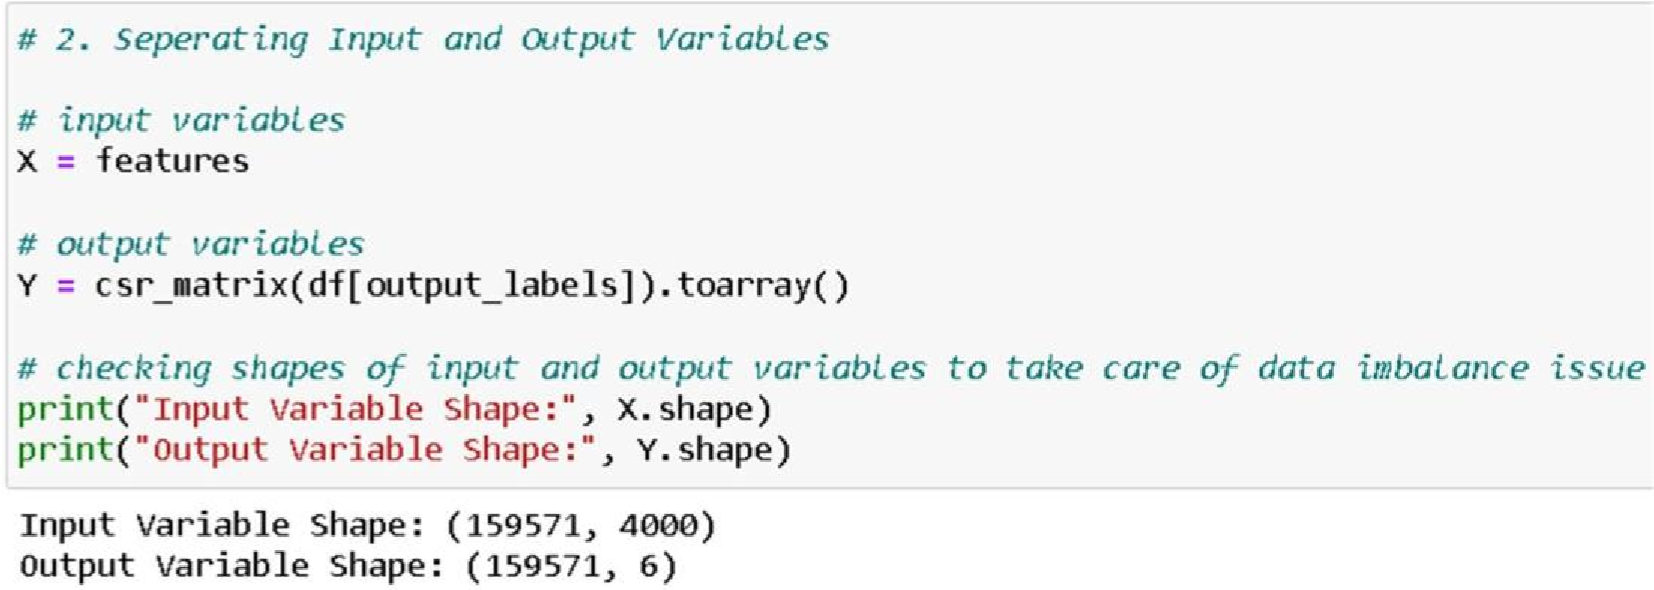 # 2. Seperating Input and Output Variables
# input variables
X = features
# output variables
Y = csr_matrix(df[output_labels]).toarray()
# checking shapes of input and output variables to take care of data imbalance issue
print("Input Variable Shape:", X.shape)
print("Output Variable Shape:", Y.shape)
Input Variable Shape: (159571, 4000)
Output Variable Shape: (159571, 6)